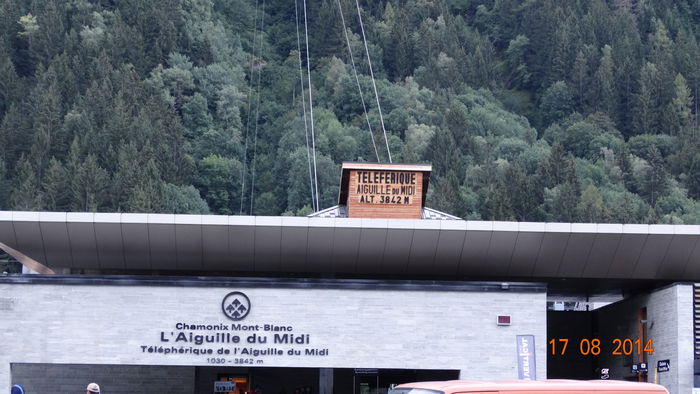 TELEFERIQUE
AIGUILLE DU MIDI
ALT. 3842 M
Chamonix Mont-Blanc
L'Aiguille du Midi
Téléphérique de l'Aiguille du Midi
1030 - 3842 m
17 08 2014